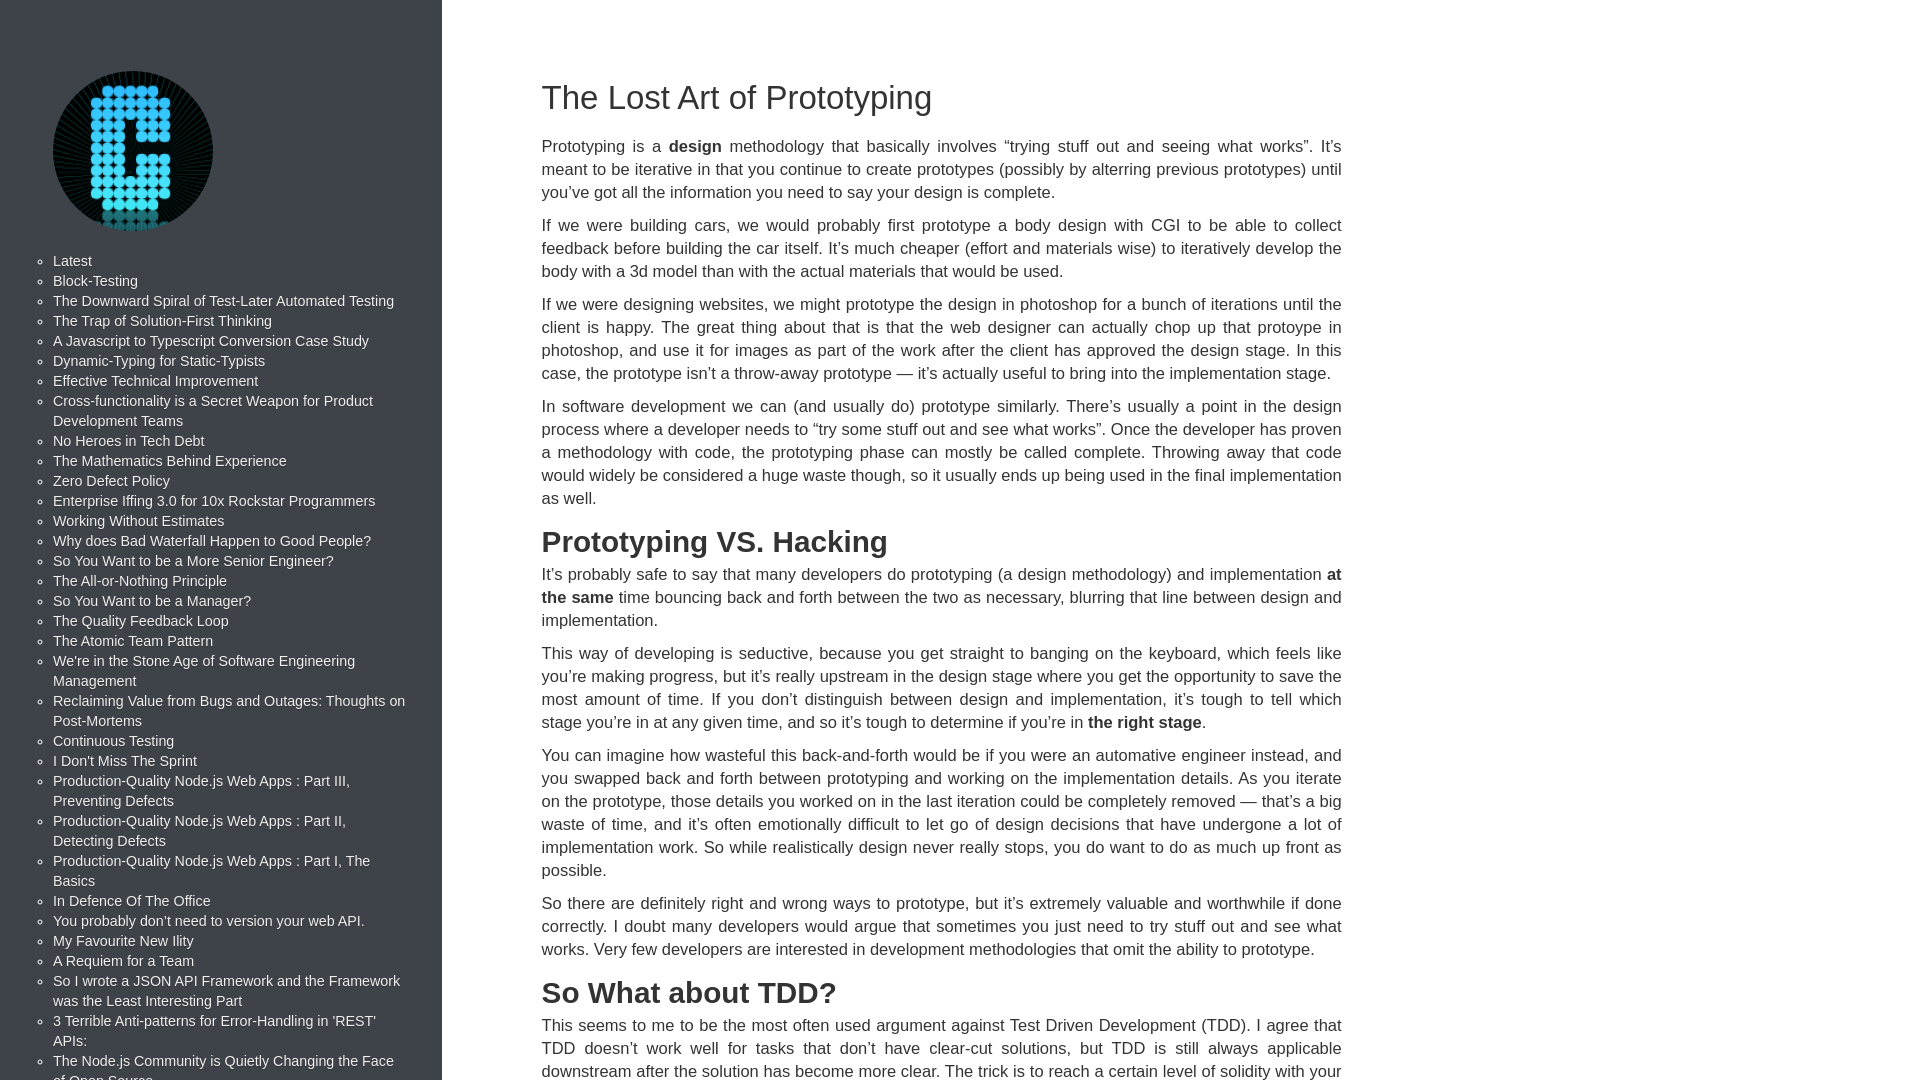 Latest
Block-Testing
The Downward Spiral of Test-Later Automated Testing
The Trap of Solution-First Thinking
A Javascript to Typescript Conversion Case Study
Dynamic-Typing for Static-Typists
Effective Technical Improvement
Cross-functionality is a Secret Weapon for Product
Development Teams
No Heroes in Tech Debt
The Mathematics Behind Experience
Zero Defect Policy
Enterprise Iffing 3.0 for 10x Rockstar Programmers
Working Without Estimates
Why does Bad Waterfall Happen to Good People?
So You Want to be a More Senior Engineer?
The All-or-Nothing Principle
So You Want to be a Manager?
The Quality Feedback Loop
The Atomic Team Pattern
We're in the Stone Age of Software Engineering
Management
Reclaiming Value from Bugs and Outages: Thoughts on
Post-Mortems
Continuous Testing
I Don't Miss The Sprint
Production-Quality Node.js Web Apps : Part III,
Preventing Defects
Production-Quality Node.js Web Apps : Part II,
Detecting Defects
Production-Quality Node.js Web Apps : Part I, The
Basics
In Defence Of The Office
You probably don’t need to version your web API.
My Favourite New Ility
A Requiem for a Team
So I wrote a JSON API Framework and the Framework
was the Least Interesting Part
3 Terrible Anti-patterns for Error-Handling in 'REST'
APIs:
The Node.js Community is Quietly Changing the Face
of Open Source
The Lost Art of Prototyping
Prototyping is a design methodology that basically involves “trying stuff out and seeing what works”. It’s
meant to be iterative in that you continue to create prototypes (possibly by alterring previous prototypes) until
you’ve got all the information you need to say your design is complete.
If we were building cars, we would probably first prototype a body design with CGI to be able to collect
feedback before building the car itself. It’s much cheaper (effort and materials wise) to iteratively develop the
body with a 3d model than with the actual materials that would be used.
If we were designing websites, we might prototype the design in photoshop for a bunch of iterations until the
client is happy. The great thing about that is that the web designer can actually chop up that protoype in
photoshop, and use it for images as part of the work after the client has approved the design stage. In this
case, the prototype isn’t a throw-away prototype — it’s actually useful to bring into the implementation stage.
In software development we can (and usually do) prototype similarly. There’s usually a point in the design
process where a developer needs to “try some stuff out and see what works”. Once the developer has proven
a methodology with code, the prototyping phase can mostly be called complete. Throwing away that code
would widely be considered a huge waste though, so it usually ends up being used in the final implementation
as well.
Prototyping VS. Hacking
It’s probably safe to say that many developers do prototyping (a design methodology) and implementation at
the same time bouncing back and forth between the two as necessary, blurring that line between design and
implementation.
This way of developing is seductive, because you get straight to banging on the keyboard, which feels like
you’re making progress, but it’s really upstream in the design stage where you get the opportunity to save the
most amount of time. If you don’t distinguish between design and implementation, it’s tough to tell which
stage you’re in at any given time, and so it’s tough to determine if you’re in the right stage.
You can imagine how wasteful this back-and-forth would be if you were an automative engineer instead, and
you swapped back and forth between prototyping and working on the implementation details. As you iterate
on the prototype, those details you worked on in the last iteration could be completely removed — that’s a big
waste of time, and it’s often emotionally difficult to let go of design decisions that have undergone a lot of
implementation work. So while realistically design never really stops, you do want to do as much up front as
possible.
So there are definitely right and wrong ways to prototype, but it’s extremely valuable and worthwhile if done
correctly. I doubt many developers would argue that sometimes you just need to try stuff out and see what
works. Very few developers are interested in development methodologies that omit the ability to prototype.
So What about TDD?
This seems to me to be the most often used argument against Test Driven Development (TDD). I agree that
TDD doesn’t work well for tasks that don’t have clear-cut solutions, but TDD is still always applicable
downstream after the solution has become more clear. The trick is to reach a certain level of solidity with your